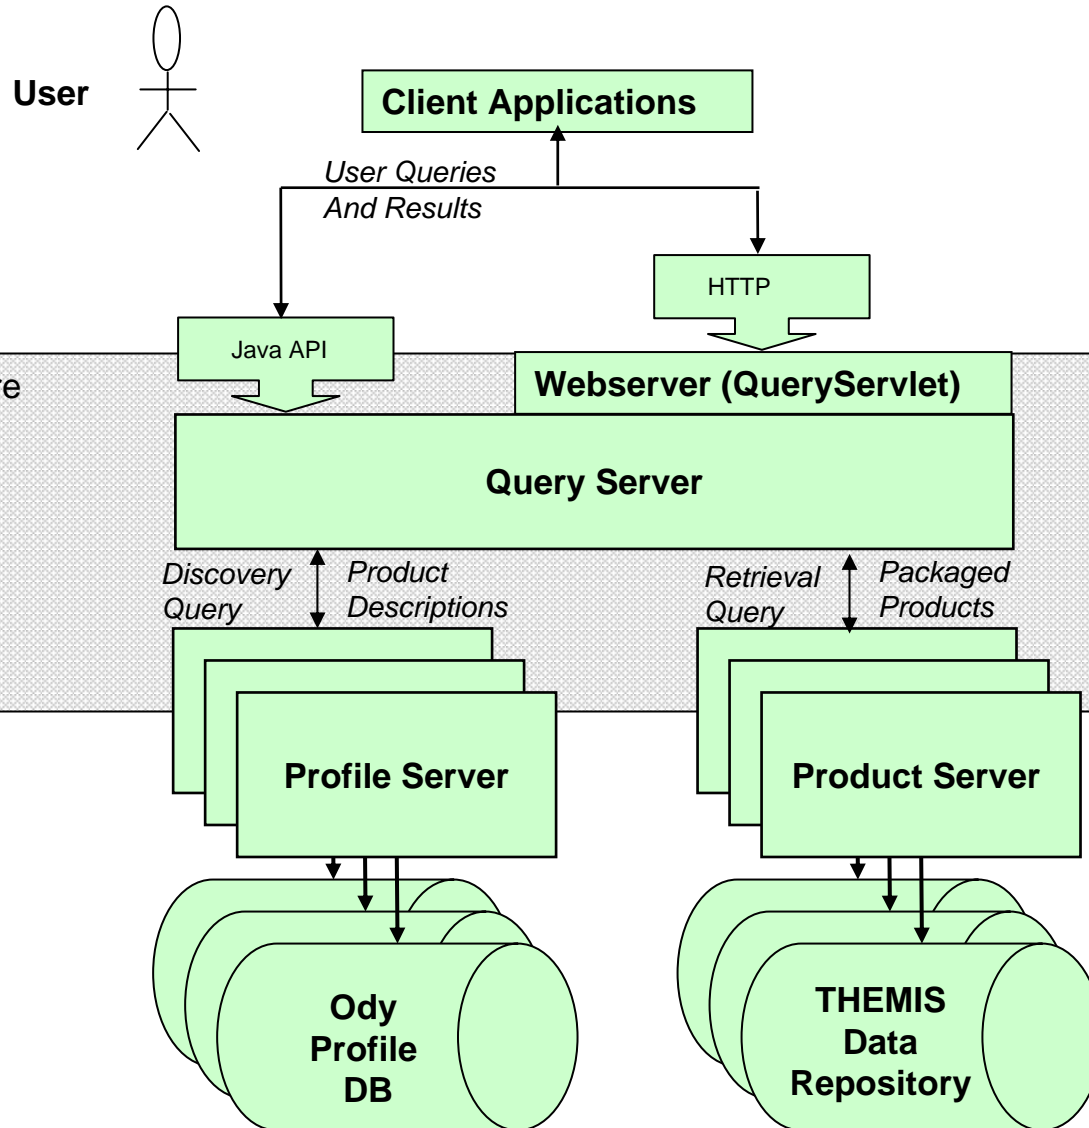 User
Client Applications
User Queries
And Results
HTTP
Java API
re
Webserver (QueryServlet)
Query Server
Discovery
Query
Product
Descriptions
Retrieval
Query
Packaged
Products
Profile Server
Product Server
Ody
Profile
DB
THEMIS
Data
Repository